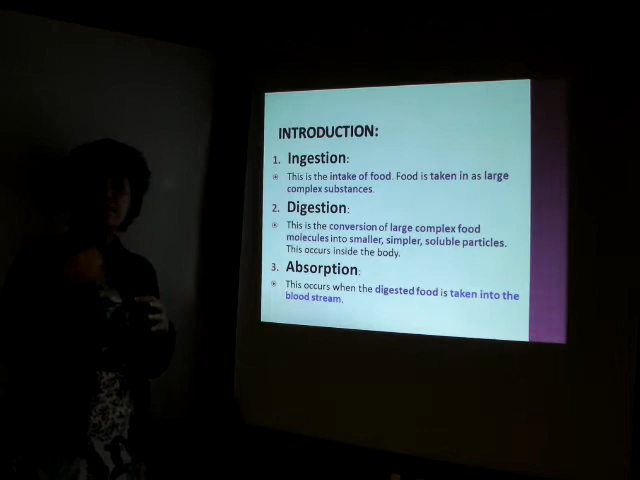 INTRODUCTION:
1. Ingestion:
This is the intake of food. Food is taken in as large
complex substances.
2. Digestion:
This is the conversion of large complex food
molecules into smaller, simpler, soluble particles.
This occurs inside the body.
3. Absorption:
This occurs when the digested food is taken into the
blood stream.